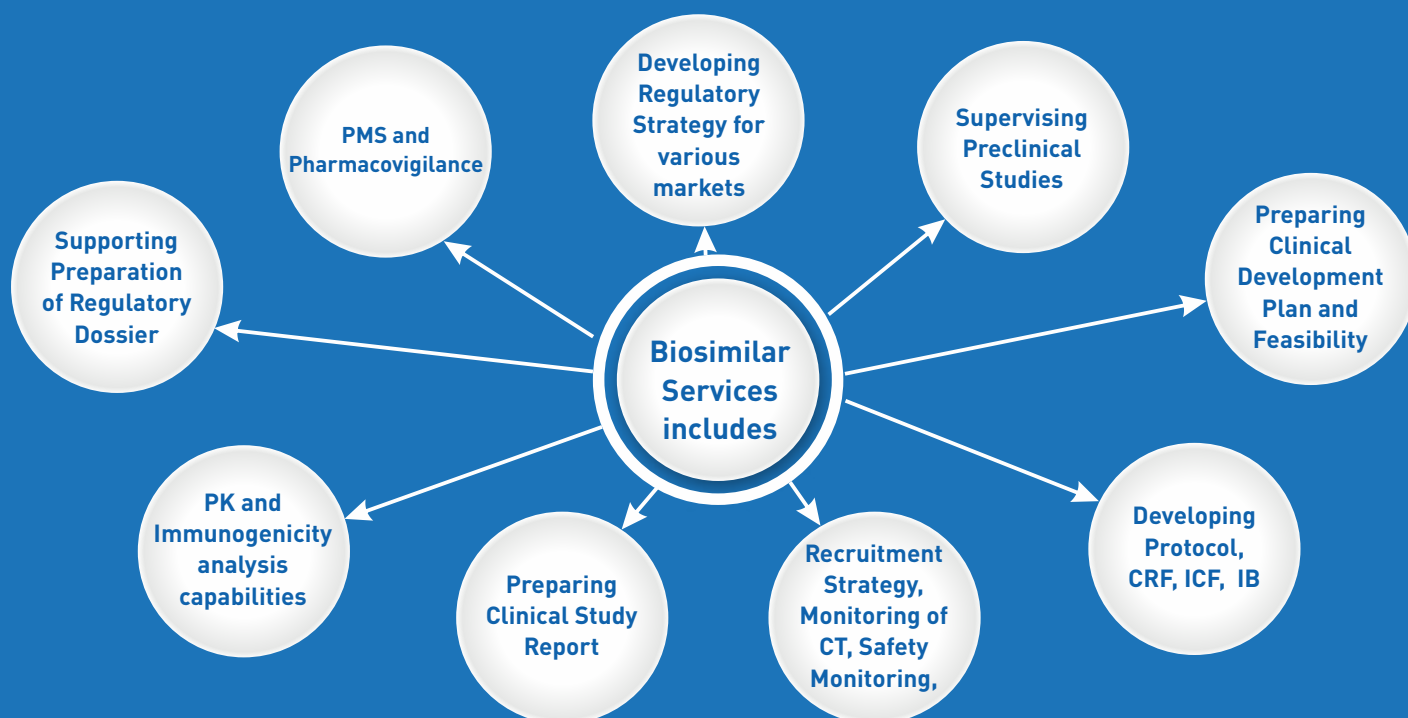 Developing
Regulatory
Strategy for
various
markets
PMS and
Pharmacovigilance
Supervising
Preclinical
Studies
Supporting
Preparation
of Regulatory
Dossier
Preparing
Clinical
Development
Plan and
Feasibility
Biosimilar
Services
includes
PK and
Immunogenicity
analysis
capabilities
Preparing
Clinical Study
Report
Recruitment
Strategy,
Monitoring of
CT, Safety
Monitoring,
Developing
Protocol,
CRF, ICF, IB